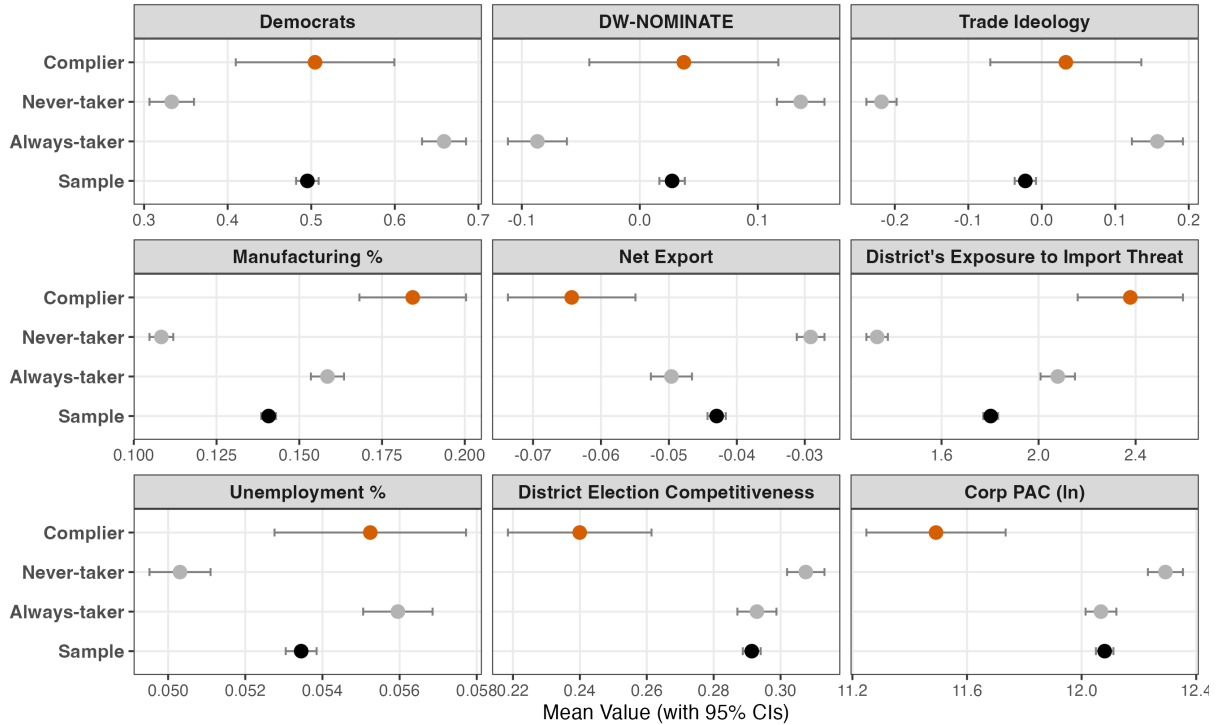 Democrats DW-NOMINATE Trade Ideology
Complier
Never-taker
Always-taker
Sample
0.3 0.4 0.5 0.6 0.7 -0.1 0.0 0.1 -0.2 -0.1 0.0 0.1 0.2
Manufacturing % Net Export District's Exposure to Import Threat
Complier
Never-taker
Always-taker
Sample
0.100 0.125 0.150 0.175 0.200 -0.07 -0.06 -0.05 -0.04 -0.03 1.6 2.0 2.4
Unemployment % District Election Competitiveness Corp PAC (ln)
Complier
Never-taker
Always-taker
Sample
0.050 0.052 0.054 0.056 0.058 0.22 0.24 0.26 0.28 0.30 11.2 11.6 12.0 12.4
Mean Value (with 95% CIs)